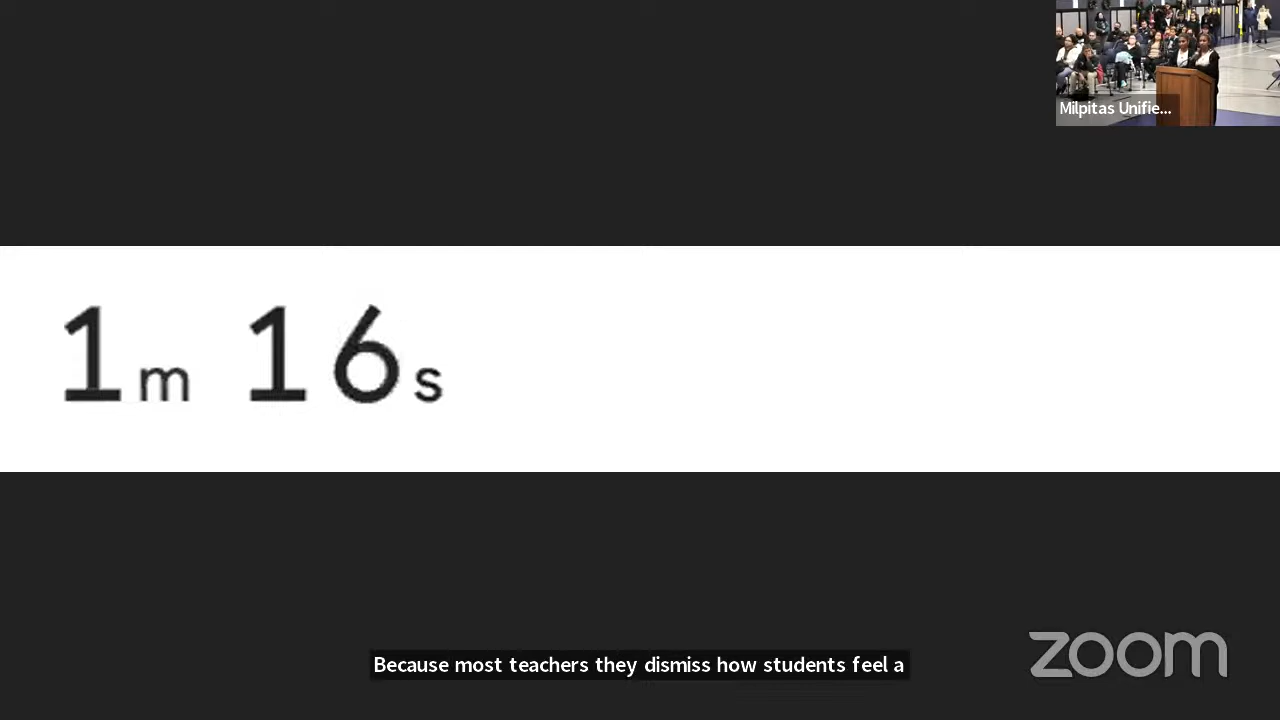 Milpitas Unifie...
1m 16s
Because most teachers they dismiss how students feel a
zoom